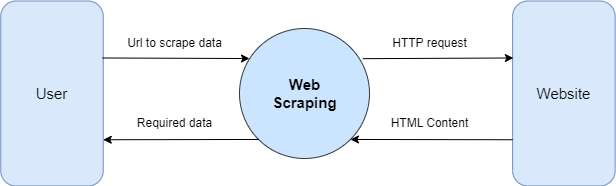 Url to scrape data
HTTP request
User
Web
Scraping
Website
Required data
HTML Content